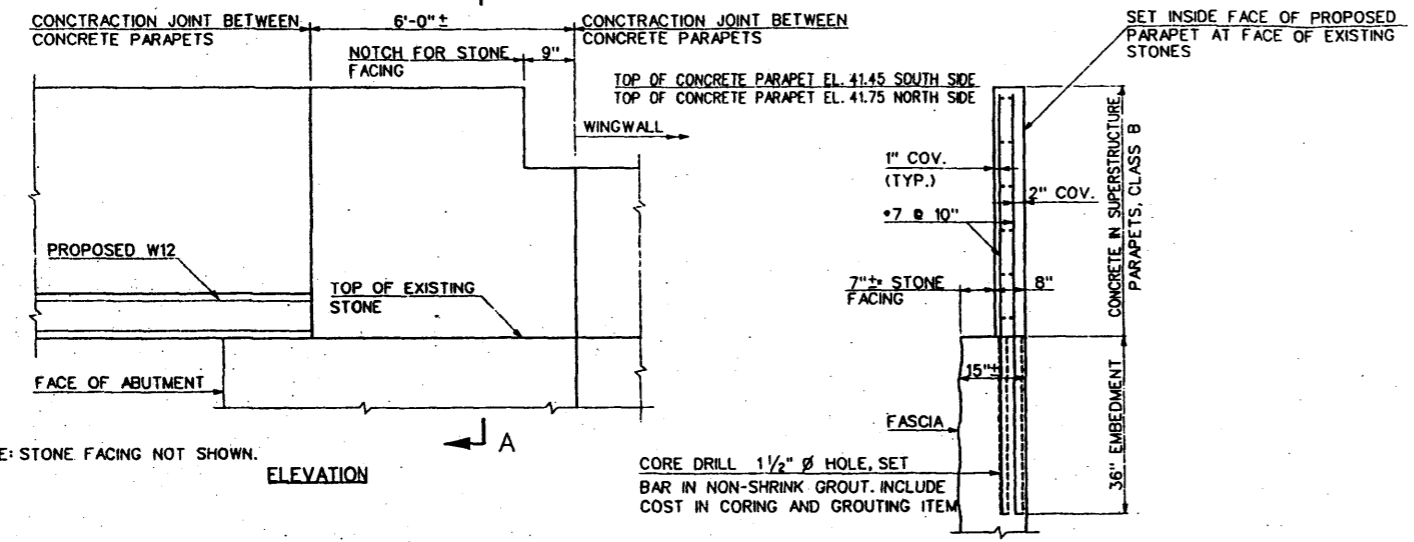 CONCTRACTION JOINT BETWEEN
CONCRETE PARAPETS
6'-0" ±
CONCTRACTION JOINT BETWEEN
CONCRETE PARAPETS
NOTCH FOR STONE
FACING
9"
SET INSIDE FACE OF PROPOSED
PARAPET AT FACE OF EXISTING
STONES
TOP OF CONCRETE PARAPET EL. 41.45 SOUTH SIDE
TOP OF CONCRETE PARAPET EL. 41.75 NORTH SIDE
WINGWALL
1" COV.
(TYP.)
2" COV.
#7 @ 10"
CONCRETE IN SUPERSTRUCTURE
PARAPETS, CLASS B
PROPOSED W12
TOP OF EXISTING
STONE
7"± STONE
FACING
8"
FACE OF ABUTMENT
15"±
36" EMBEDMENT
FASCIA
A
E: STONE FACING NOT SHOWN.
ELEVATION
CORE DRILL 1 1/2" Ø HOLE, SET
BAR IN NON-SHRINK GROUT. INCLUDE
COST IN CORING AND GROUTING ITEM